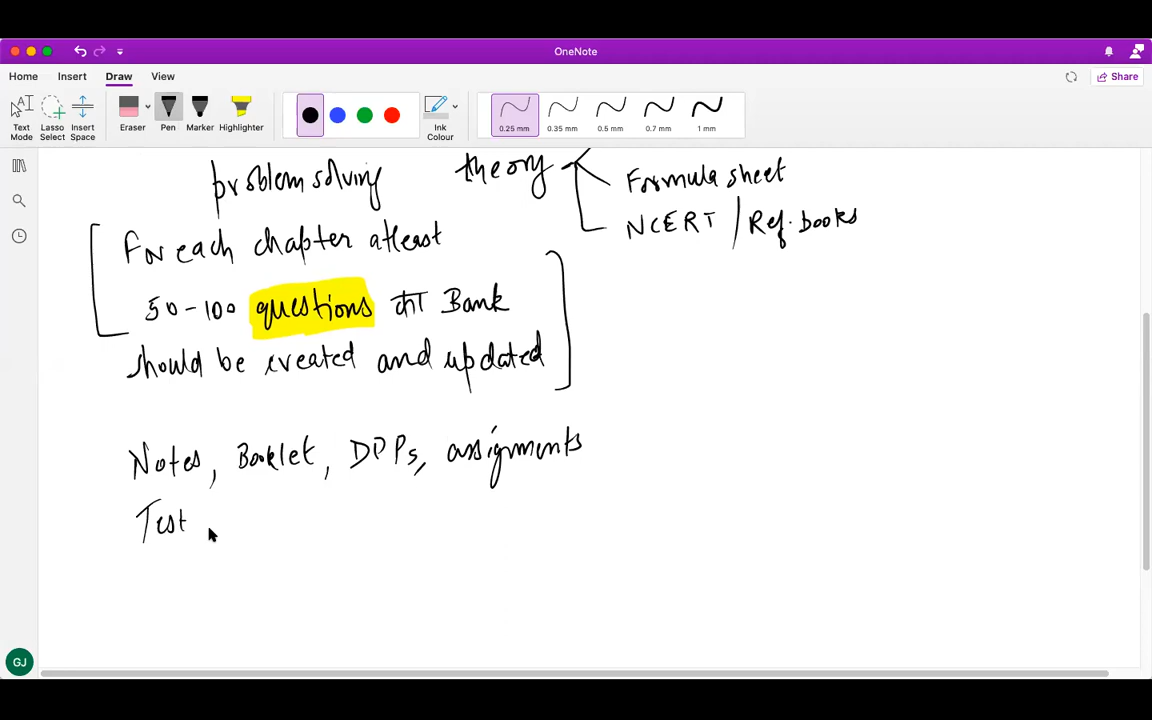 OneNote
Home Insert Draw View
Share
Text Mode
Lasso Select
Insert Space
Eraser
Pen
Marker
Highlighter
Ink Colour
0.25 mm
0.35 mm
0.5 mm
0.7 mm
1 mm
problem solving theory
Formula sheet
NCERT / Ref. books
For each chapter atleast
50-100 questions का Bank
should be created and updated
Notes, Booklet, DPPs, assignments
Test
GJ